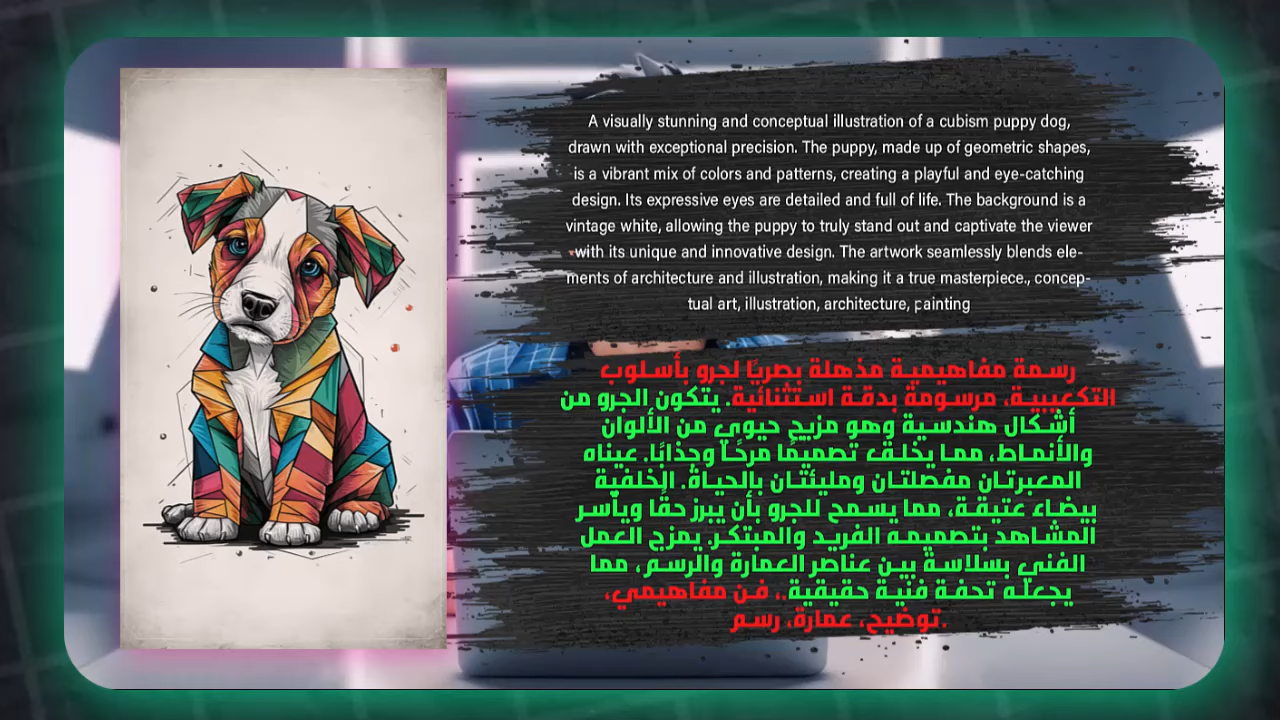 A visually stunning and conceptual illustration of a cubism puppy dog,
drawn with exceptional precision. The puppy, made up of geometric shapes,
is a vibrant mix of colors and patterns, creating a playful and eye-catching
design. Its expressive eyes are detailed and full of life. The background is a
vintage white, allowing the puppy to truly stand out and captivate the viewer
with its unique and innovative design. The artwork seamlessly blends ele-
ments of architecture and illustration, making it a true masterpiece., concep-
tual art, illustration, architecture, painting
رسمة مفاهيمية مذهلة بصريًا لجرو بأسلوب
التكعيبية، مرسومة بدقة استثنائية. يتكون الجرو من
أشكال هندسية وهو مزيج حيوي من الألوان
والأنماط، مما يخلق تصميمًا مرحًا وجذابًا. عيناه
المعبرتان مفصلتان ومليئتان بالحياة. الخلفية
بيضاء عتيقة، مما يسمح للجرو بأن يبرز حقًا ويأسر
المشاهد بتصميمه الفريد والمبتكر. يمزج العمل
الفني بسلاسة بين عناصر العمارة والرسم، مما
يجعله تحفة فنية حقيقية.، فن مفاهيمي،
توضيح، عمارة، رسم.